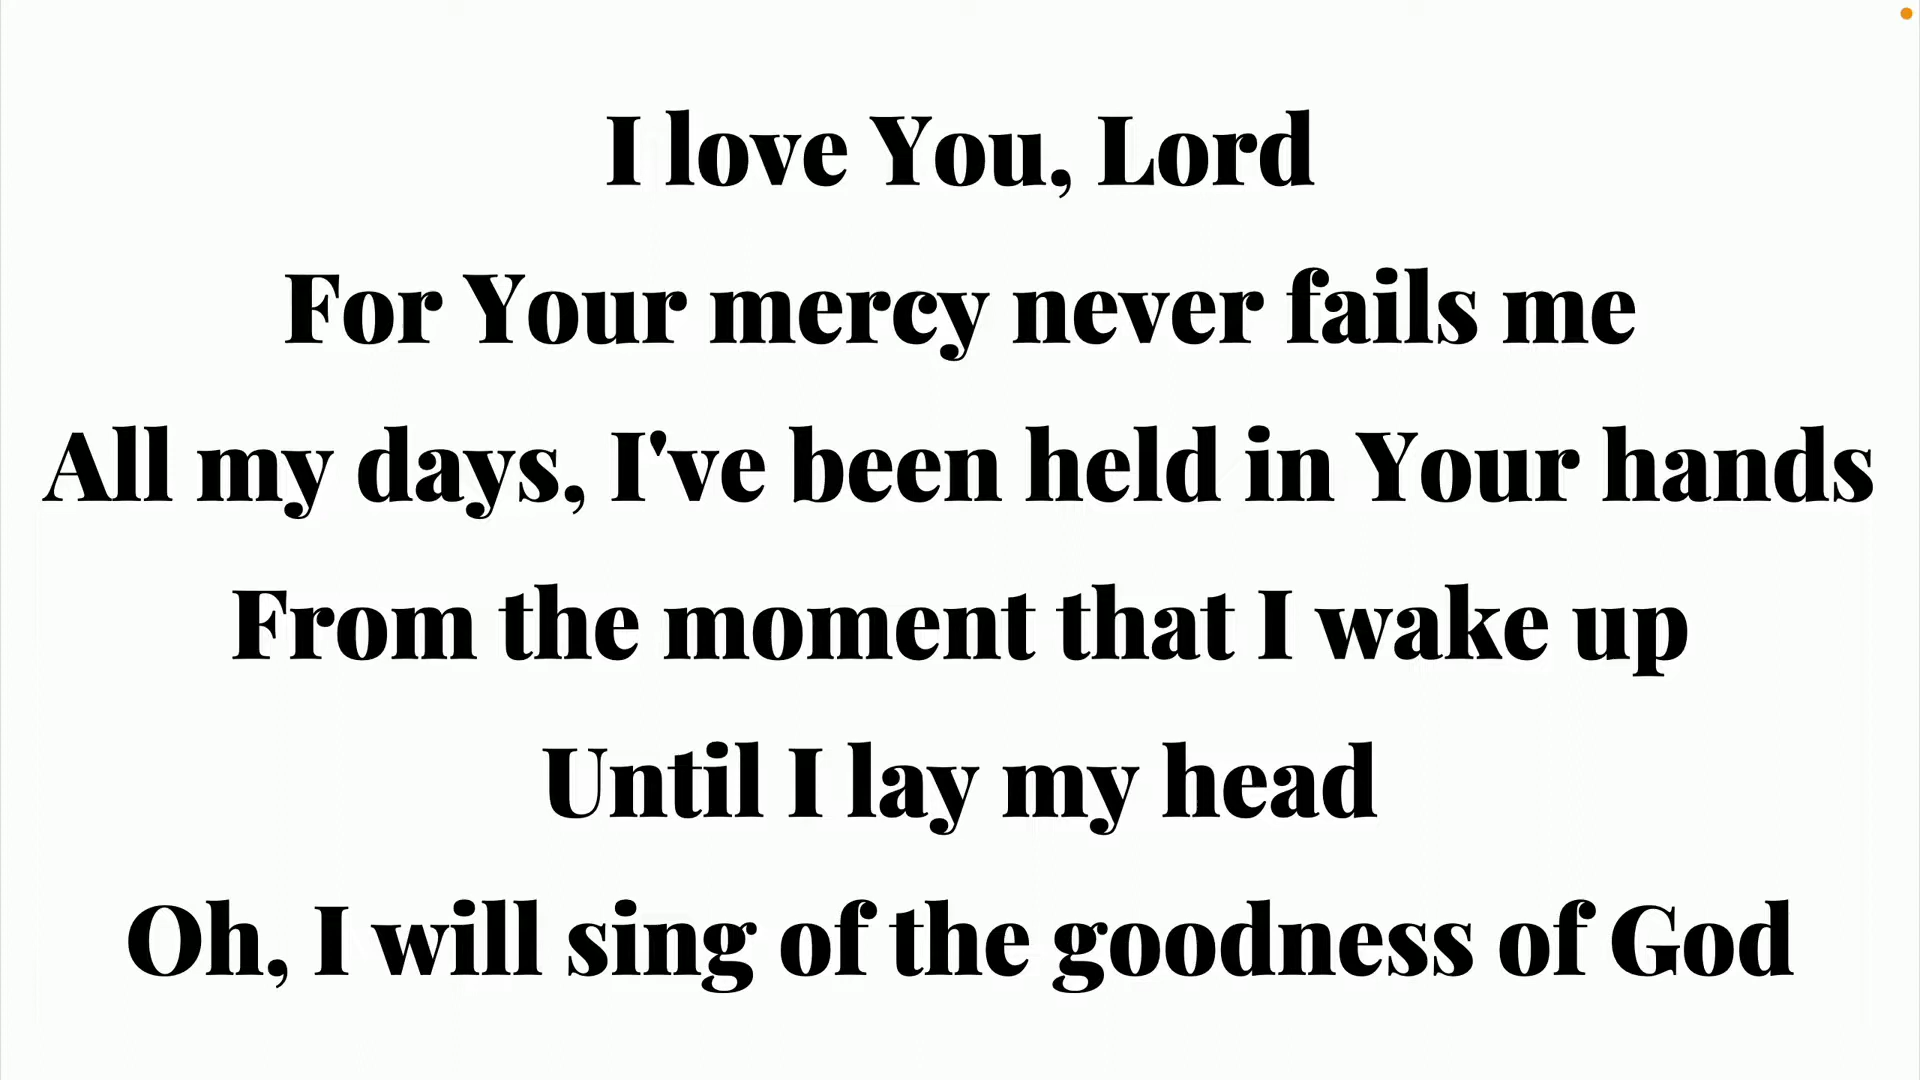 I love You, Lord
For Your mercy never fails me
All my days, I've been held in Your hands
From the moment that I wake up
Until I lay my head
Oh, I will sing of the goodness of God